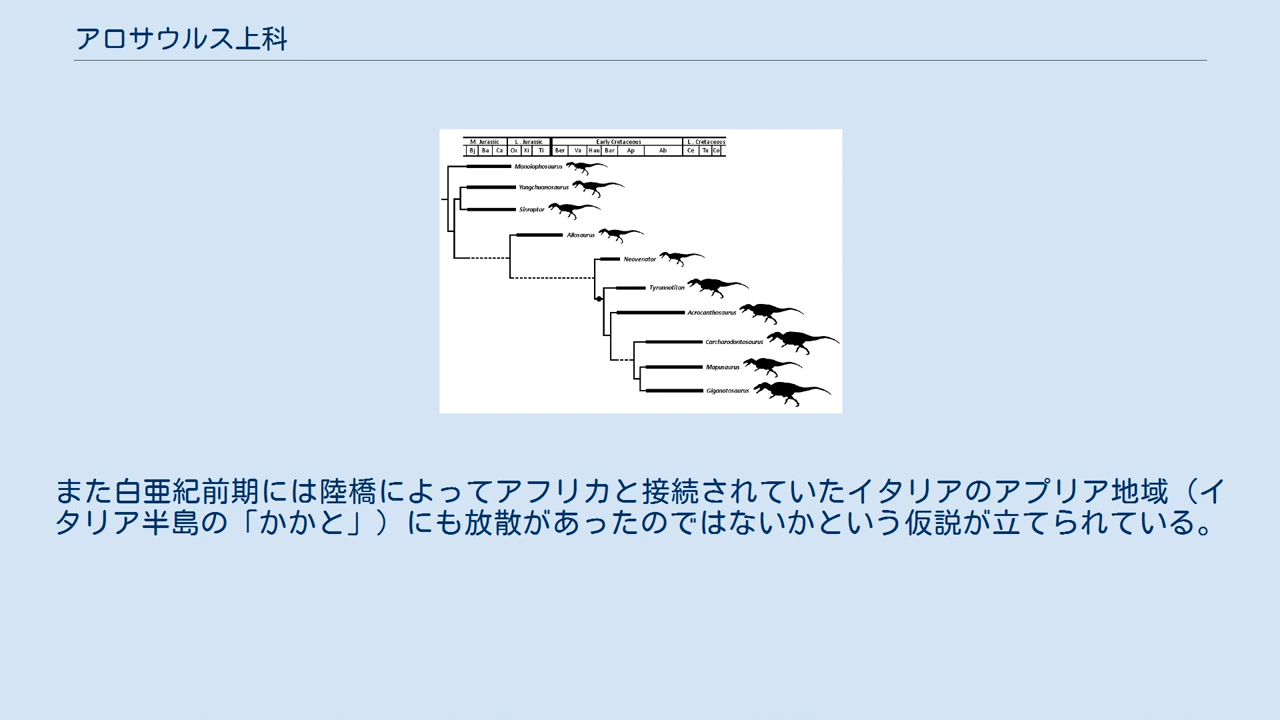 アロサウルス上科
M. Jurassic L. Jurassic Early Cretaceous L. Cretaceous
Bj Ba Ca Ox Ki Ti Ber Va Hau Bar Ap Ab Ce Tu Co
Monolophosaurus
Yangchuanosaurus
Sinraptor
Allosaurus
Neovenator
Tyrannotitan
Acrocanthosaurus
Carcharodontosaurus
Mapusaurus
Giganotosaurus
また白亜紀前期には陸橋によってアフリカと接続されていたイタリアのアプリア地域（イ
タリア半島の「かかと」）にも放散があったのではないかという仮説が立てられている。